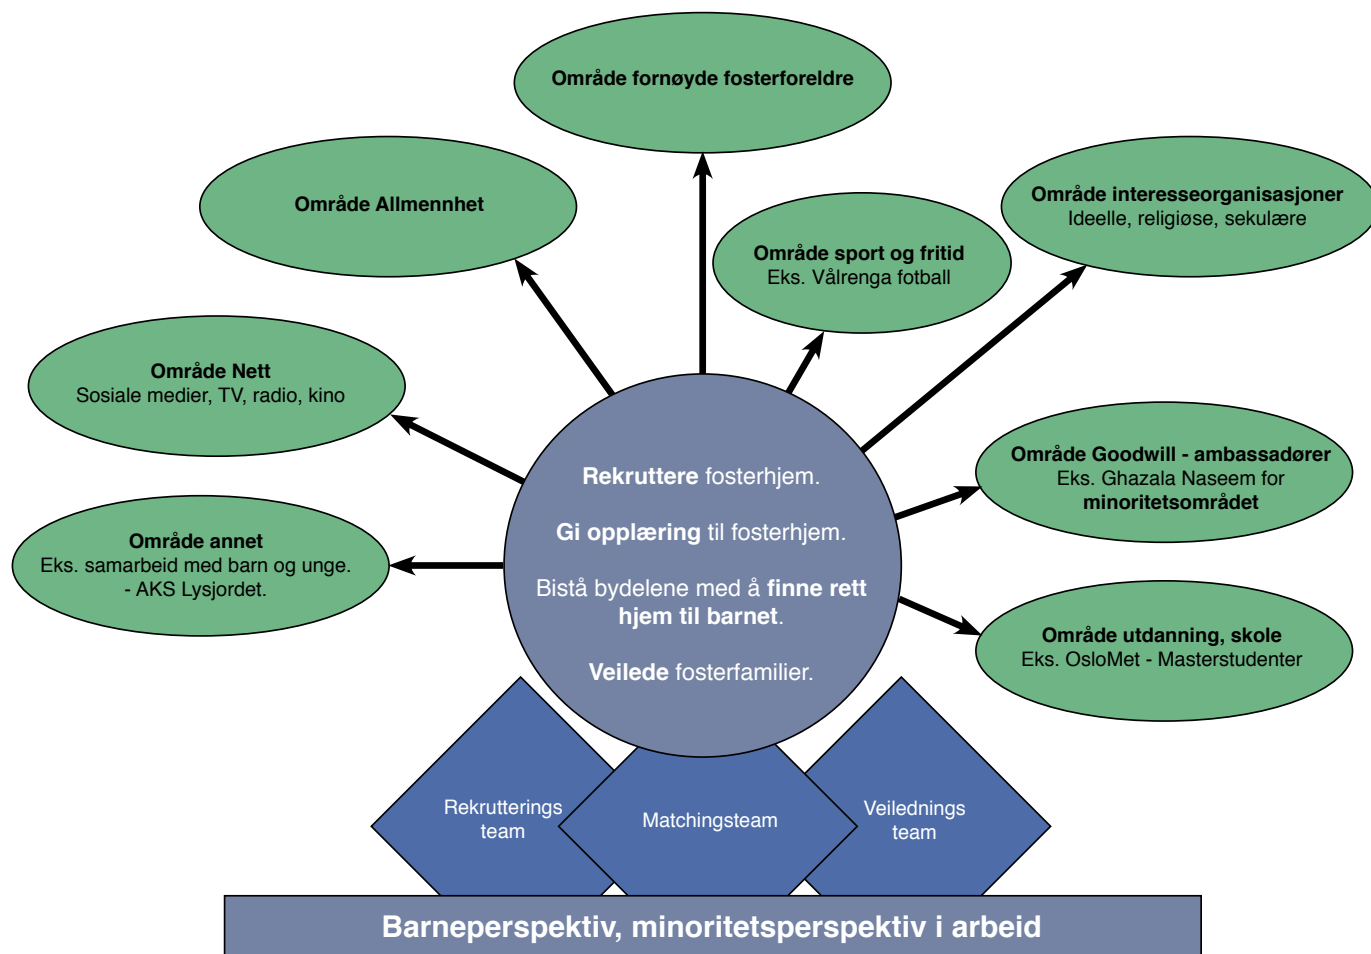 Område fornøyde fosterforeldre
Område Allmennhet
Område interesseorganisasjoner
Ideelle, religiøse, sekulære
Område sport og fritid
Eks. Vålrenga fotball
Område Nett
Sosiale medier, TV, radio, kino
Område Goodwill - ambassadører
Eks. Ghazala Naseem for
minoritetsområdet
Område annet
Eks. samarbeid med barn og unge.
- AKS Lysjordet.
Område utdanning, skole
Eks. OsloMet - Masterstudenter
Rekruttere fosterhjem.
Gi opplæring til fosterhjem.
Bistå bydelene med å finne rett
hjem til barnet.
Veilede fosterfamilier.
Rekrutterings
team
Matchingsteam
Veilednings
team
Barneperspektiv, minoritetsperspektiv i arbeid